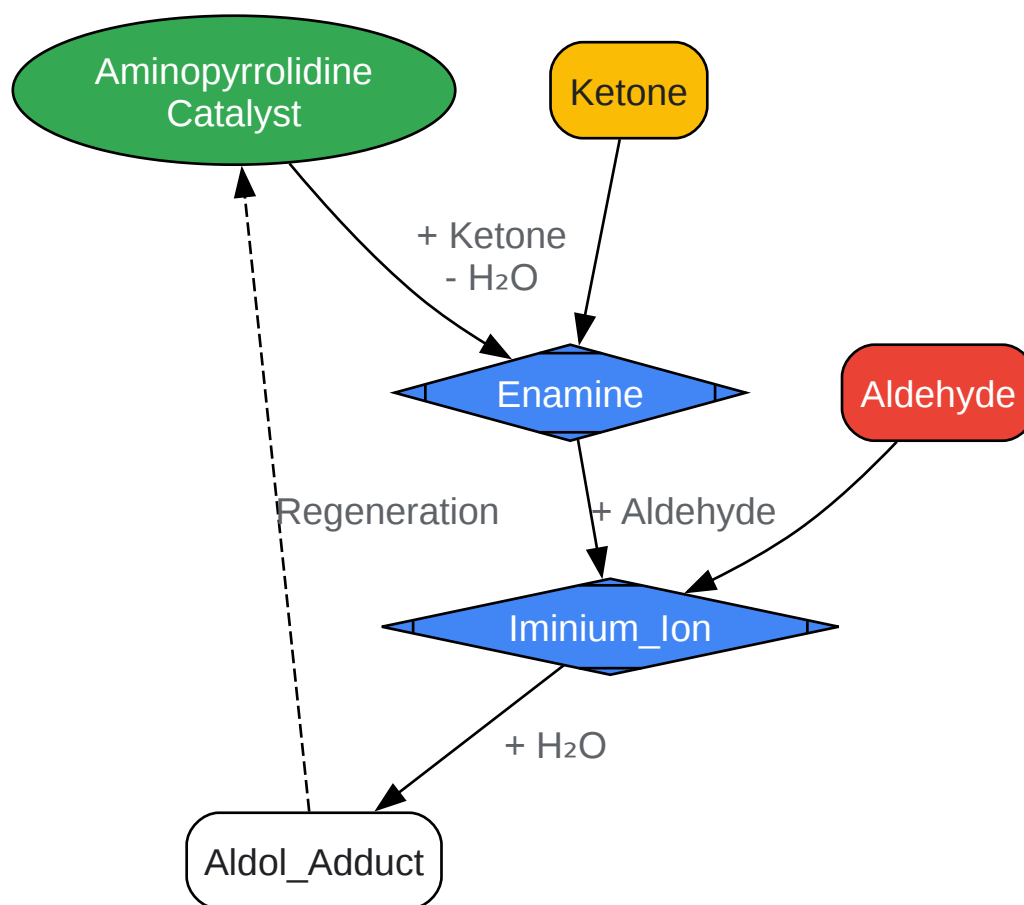 Aminopyrrolidine
Catalyst
Ketone
+ Ketone
- H₂O
Enamine
Aldehyde
Regeneration
+ Aldehyde
Iminium_Ion
+ H₂O
Aldol_Adduct